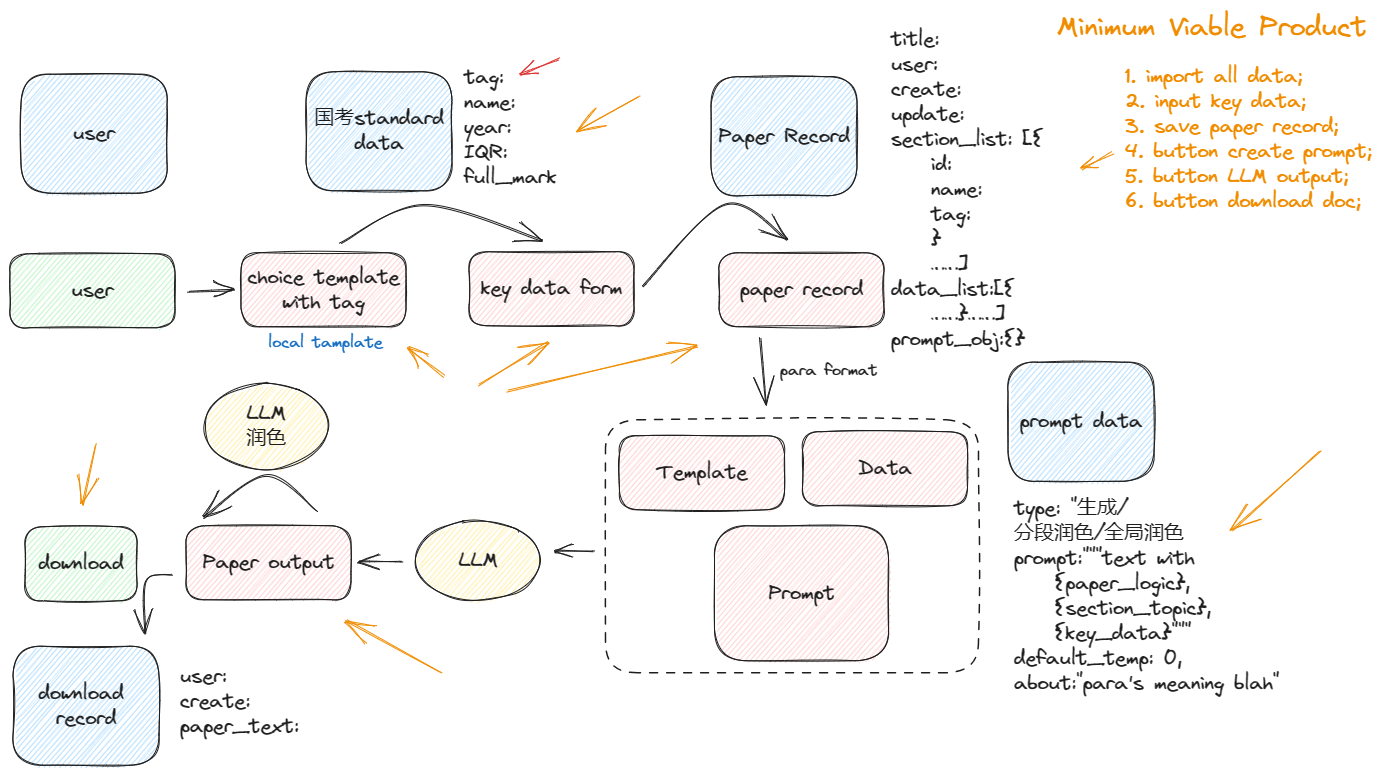 Minimum Viable Product
1. import all data;
2. input key data;
3. save paper record;
4. button create prompt;
5. button LLM output;
6. button download doc;
user
国考standard
data
tag:
name:
year:
IQR:
full_mark
Paper Record
title:
user:
create:
update:
section_list: [{
id:
name:
tag:
}
......]
data_list:[{
......}......]
prompt_obj:{}
user
choice template
with tag
local tamplate
key data form
paper record
para format
LLM
润色
Template
Data
Prompt
prompt data
type: "生成/
分段润色/全局润色
prompt:"""text with
{paper_logic},
{section_topic},
{key_data}"""
default_temp: 0,
about:"para's meaning blah"
download
Paper output
LLM
download
record
user:
create:
paper_text: